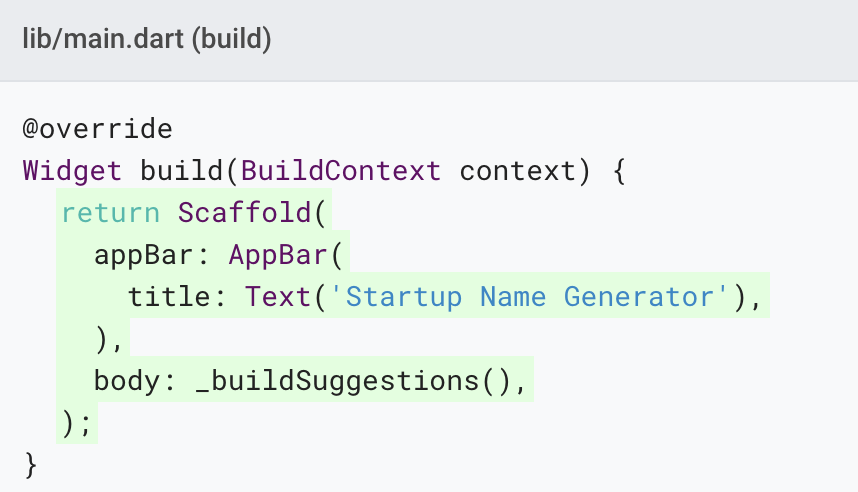 lib/main.dart (build)
@override
Widget build(BuildContext context) {
  return Scaffold(
    appBar: AppBar(
      title: Text('Startup Name Generator'),
    ),
    body: _buildSuggestions(),
  );
}